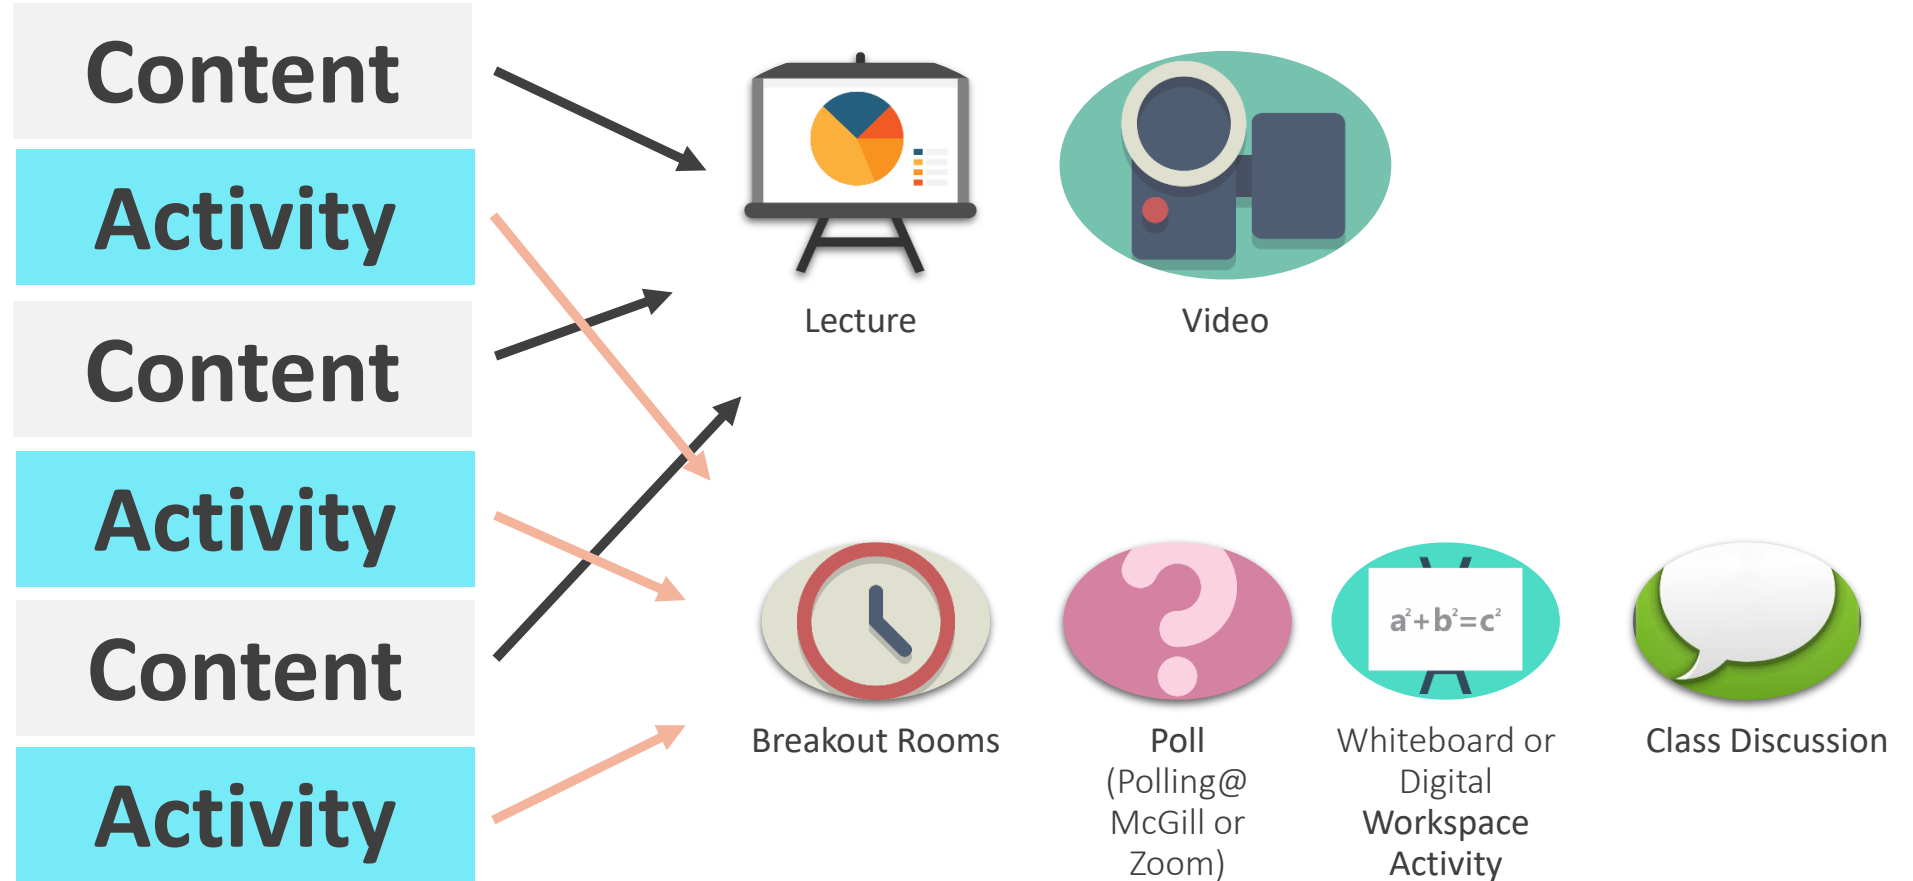 Content
Activity
Content
Activity
Content
Activity
Lecture
Video
a²+b²=c²
Breakout Rooms
Poll
(Polling@
McGill or
Zoom)
Whiteboard or
Digital
Workspace
Activity
Class Discussion